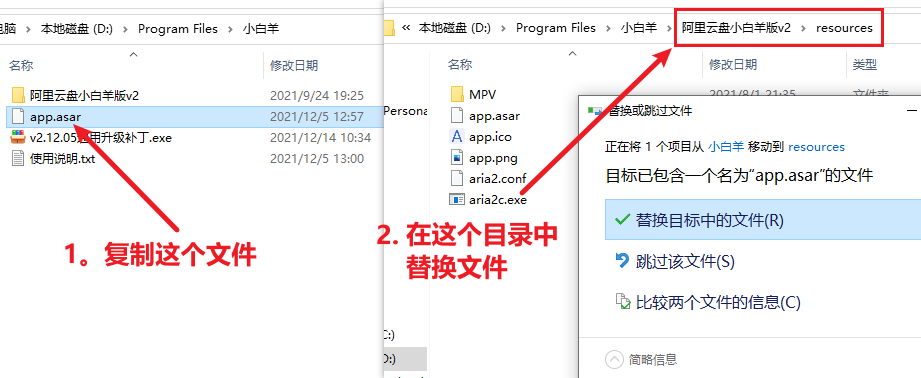 电脑 › 本地磁盘 (D:) › Program Files › 小白羊
名称
修改日期
阿里云盘小白羊版v2
2021/9/24 19:25
app.asar
2021/12/5 12:57
v2.12.05通用升级补丁.exe
2021/12/14 10:34
使用说明.txt
2021/12/5 13:00
1。复制这个文件
« 本地磁盘 (D:) › Program Files › 小白羊 › 阿里云盘小白羊版v2 › resources
名称
修改日期
类型
Persona
MPV
2021/8/1 21:35
文件夹
app.asar
app.ico
app.png
aria2.conf
aria2c.exe
2. 在这个目录中
替换文件
C:)
D:)
替换或跳过文件
正在将 1 个项目从 小白羊 移动到 resources
目标已包含一个名为“app.asar”的文件
替换目标中的文件(R)
跳过该文件(S)
比较两个文件的信息(C)
简略信息